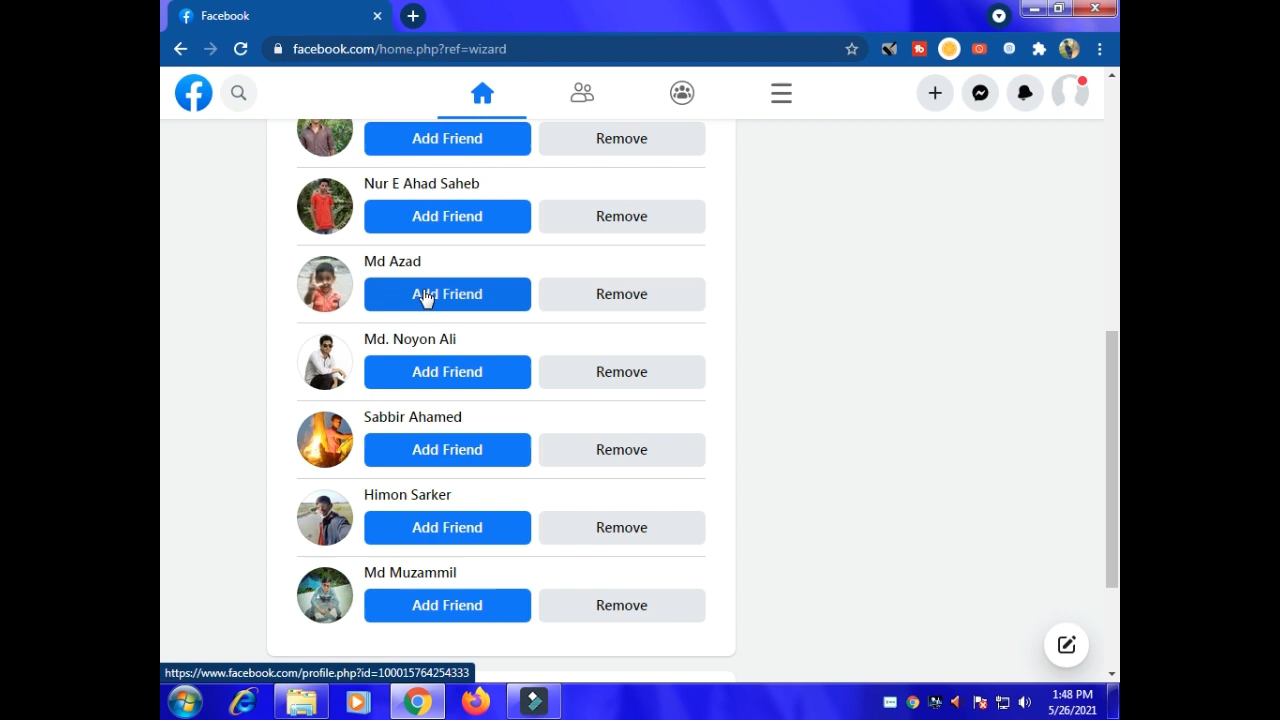 Facebook
facebook.com/home.php?ref=wizard
Add Friend Remove
Nur E Ahad Saheb
Add Friend Remove
Md Azad
Add Friend Remove
Md. Noyon Ali
Add Friend Remove
Sabbir Ahamed
Add Friend Remove
Himon Sarker
Add Friend Remove
Md Muzammil
Add Friend Remove
https://www.facebook.com/profile.php?id=100015764254333
1:48 PM
5/26/2021